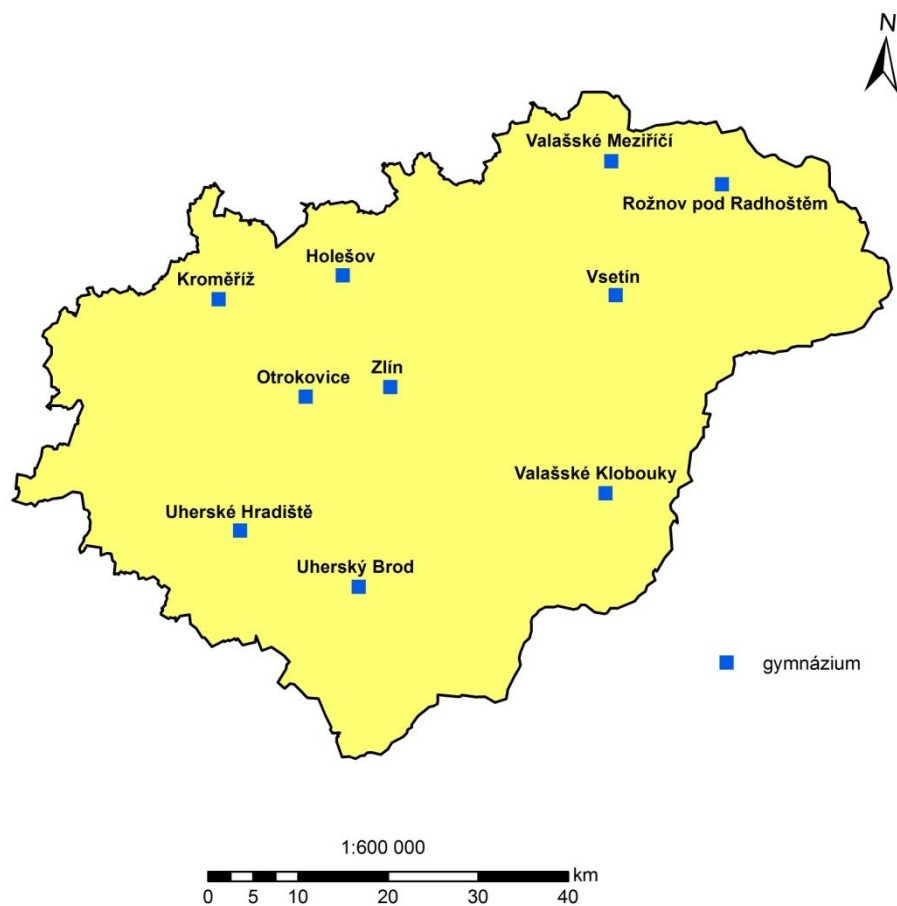 N
Valašské Meziříčí
Rožnov pod Radhoštěm
Holešov
Kroměříž
Vsetín
Zlín
Otrokovice
Valašské Klobouky
Uherské Hradiště
Uherský Brod
gymnázium
1:600 000
km
0 5 10 20 30 40